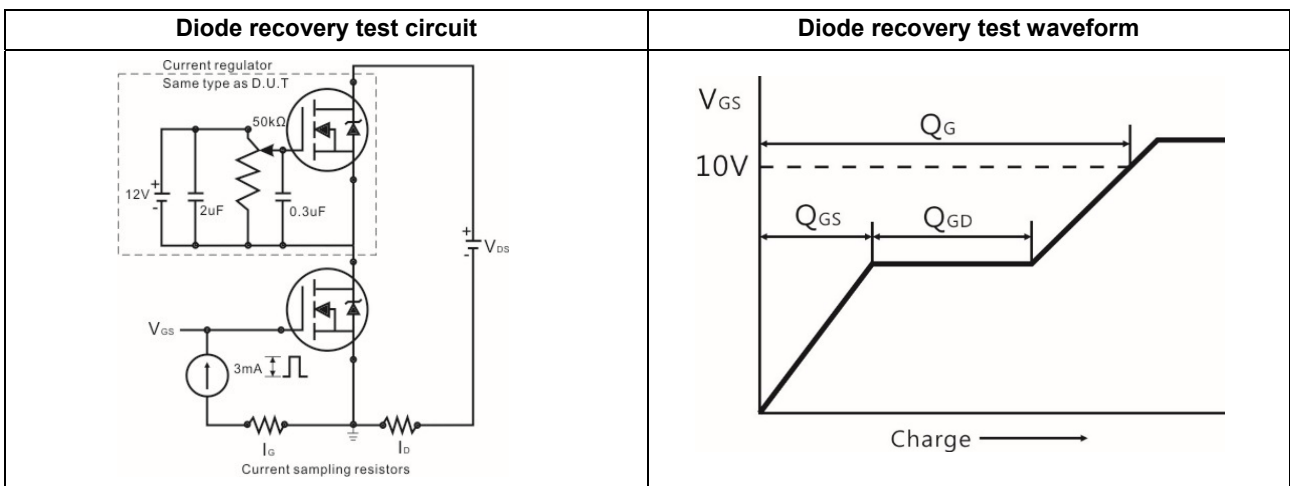 Diode recovery test circuit
Diode recovery test waveform
Current regulator
Same type as D.U.T
50kΩ
12V
+
-
2uF
0.3uF
+
-
VDS
VGS
3mA
IG
ID
Current sampling resistors
VGS
QG
10V
QGS
QGD
Charge